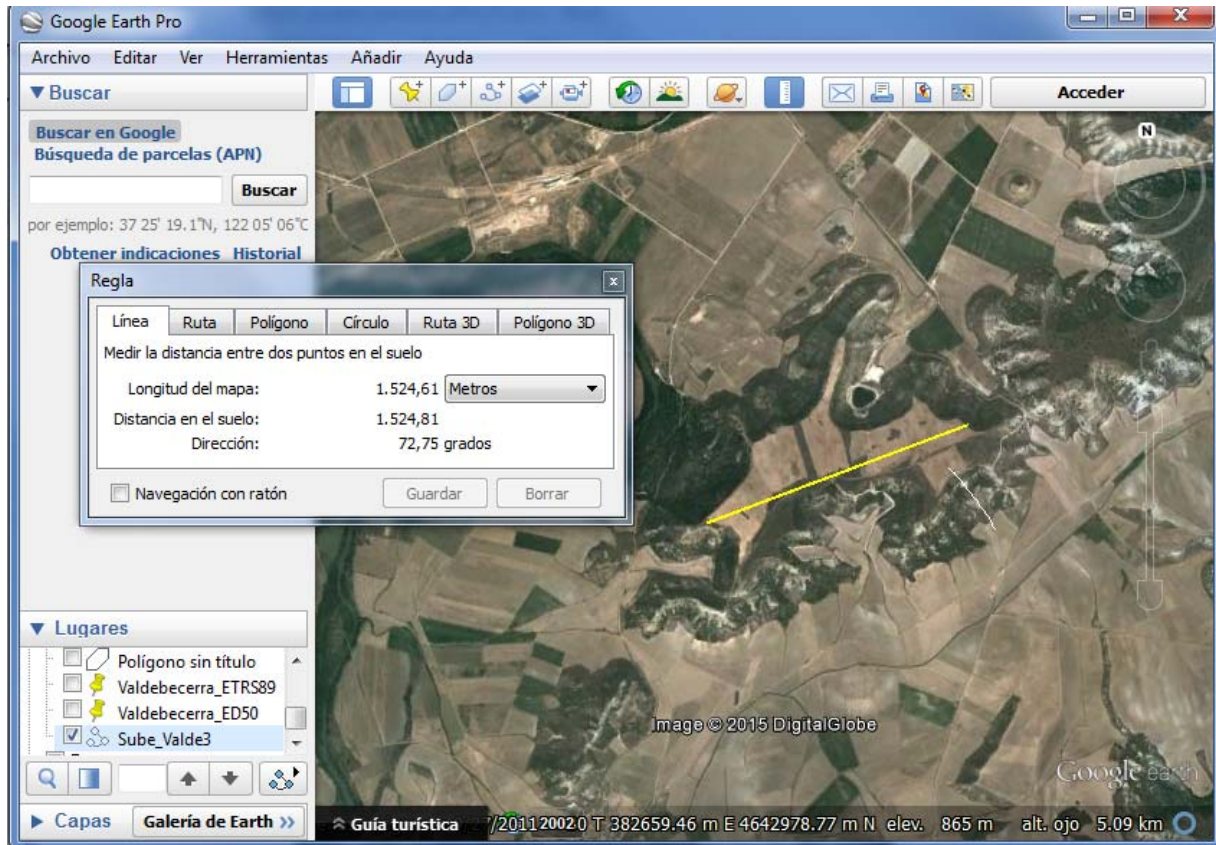 Google Earth Pro
Archivo Editar Ver Herramientas Añadir Ayuda
Buscar
Acceder
Buscar en Google
Búsqueda de parcelas (APN)
Buscar
por ejemplo: 37 25' 19.1"N, 122 05' 06"C
Obtener indicaciones Historial
N
Regla
Línea Ruta Polígono Círculo Ruta 3D Polígono 3D
Medir la distancia entre dos puntos en el suelo
Longitud del mapa: 1.524,61 Metros
Distancia en el suelo: 1.524,81
Dirección: 72,75 grados
Navegación con ratón Guardar Borrar
Lugares
Polígono sin título
Valdebecerra_ETRS89
Valdebecerra_ED50
Sube_Valde3
Image © 2015 DigitalGlobe
Google earth
Capas Galería de Earth >>
Guía turística /2011 2002 0 T 382659.46 m E 4642978.77 m N elev. 865 m alt. ojo 5.09 km